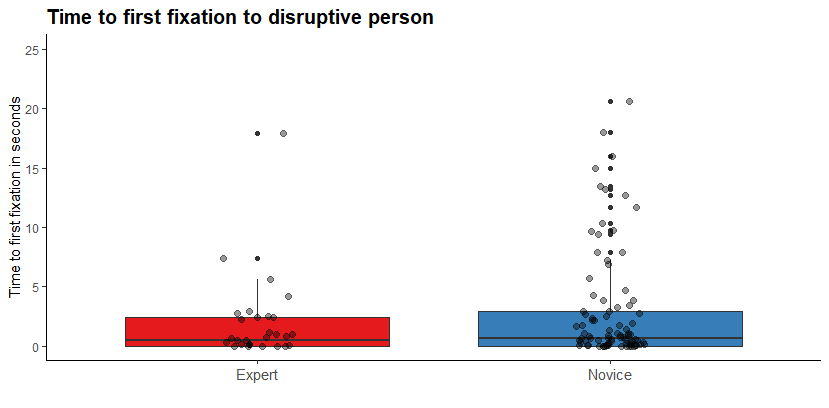 Time to first fixation to disruptive person
Time to first fixation in seconds
25
20
15
10
5
0
Expert
Novice